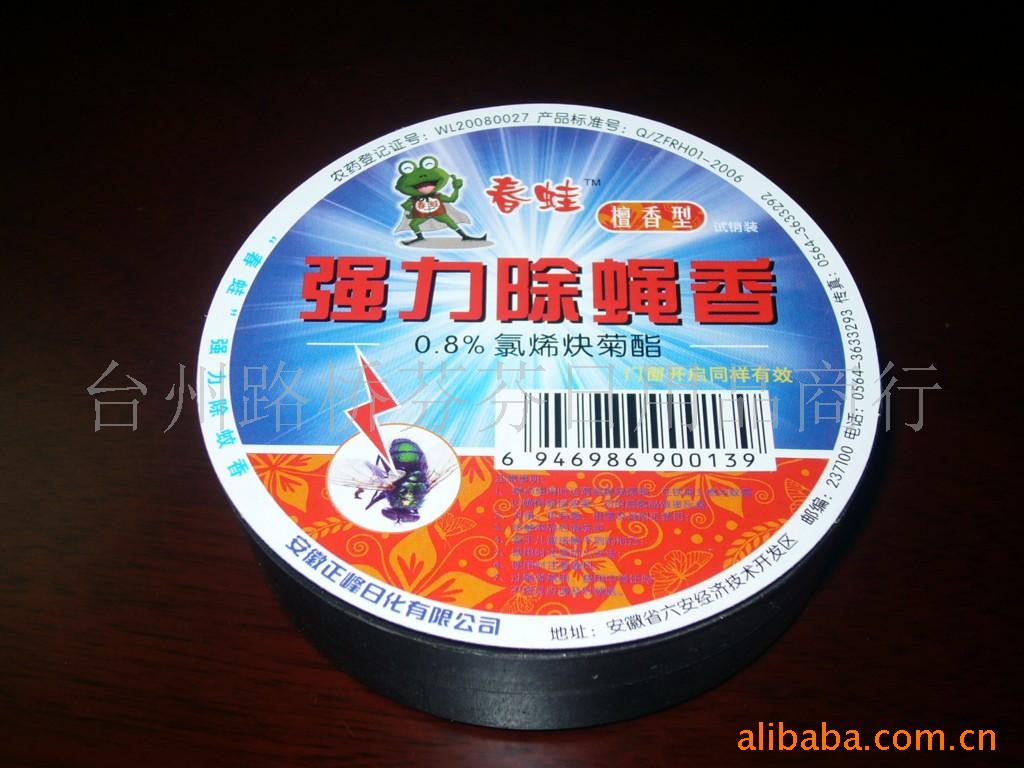 农药登记证号：WL20080027 产品标准号：Q/ZFRH01-2006
春蛙™
檀香型
试销装
强力除蝇香
0.8%氯烯炔菊酯
门窗开启同样有效
6 946986 900139
“春蛙”强力除蚊香
安徽正峰日化有限公司
地址：安徽省六安经济技术开发区 邮编：237100 电话：0564-3633293 传真：0564-3633292
台州路桥芬芬日用品商行
alibaba.com.cn